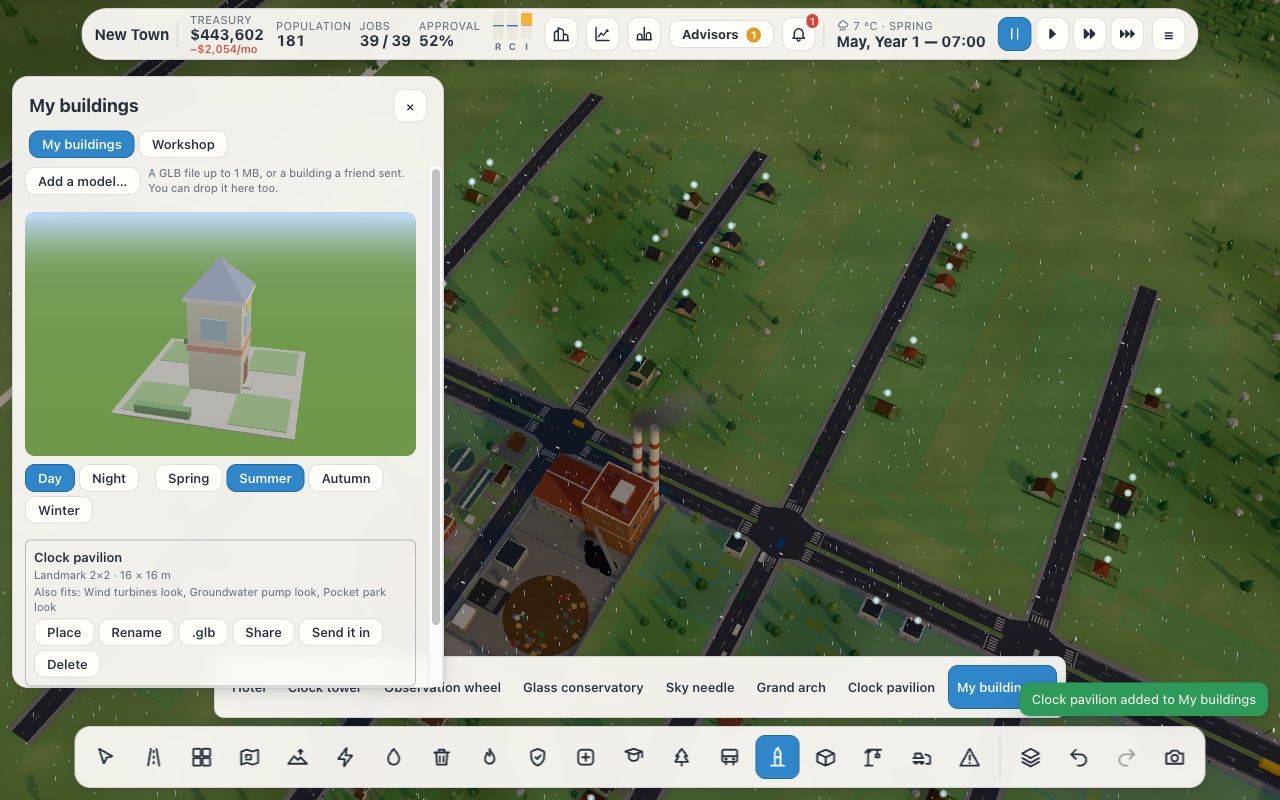 New Town
TREASURY
$443,602
−$2,054/mo
POPULATION
181
JOBS
39 / 39
APPROVAL
52%
R C I
Advisors 1
1
7 °C · SPRING
May, Year 1 — 07:00
My buildings
×
My buildings
Workshop
Add a model...
A GLB file up to 1 MB, or a building a friend sent.
You can drop it here too.
Day
Night
Spring
Summer
Autumn
Winter
Clock pavilion
Landmark 2×2 · 16 × 16 m
Also fits: Wind turbines look, Groundwater pump look, Pocket park
look
Place
Rename
.glb
Share
Send it in
Delete
Hotel
Clock tower
Observation wheel
Glass conservatory
Sky needle
Grand arch
Clock pavilion
Clock pavilion added to My buildings